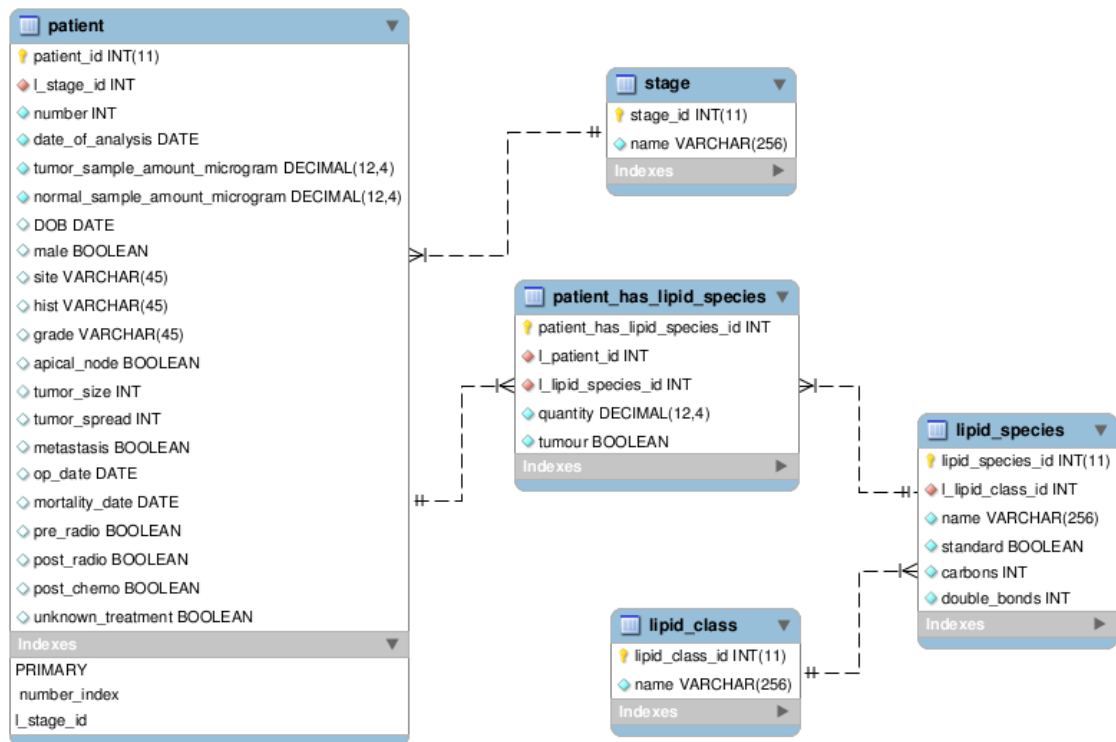 patient
patient_id INT(11)
l_stage_id INT
number INT
date_of_analysis DATE
tumor_sample_amount_microgram DECIMAL(12,4)
normal_sample_amount_microgram DECIMAL(12,4)
DOB DATE
male BOOLEAN
site VARCHAR(45)
hist VARCHAR(45)
grade VARCHAR(45)
apical_node BOOLEAN
tumor_size INT
tumor_spread INT
metastasis BOOLEAN
op_date DATE
mortality_date DATE
pre_radio BOOLEAN
post_radio BOOLEAN
post_chemo BOOLEAN
unknown_treatment BOOLEAN
Indexes
PRIMARY
number_index
l_stage_id
stage
stage_id INT(11)
name VARCHAR(256)
Indexes
patient_has_lipid_species
patient_has_lipid_species_id INT
l_patient_id INT
l_lipid_species_id INT
quantity DECIMAL(12,4)
tumour BOOLEAN
Indexes
lipid_species
lipid_species_id INT(11)
l_lipid_class_id INT
name VARCHAR(256)
standard BOOLEAN
carbons INT
double_bonds INT
Indexes
lipid_class
lipid_class_id INT(11)
name VARCHAR(256)
Indexes